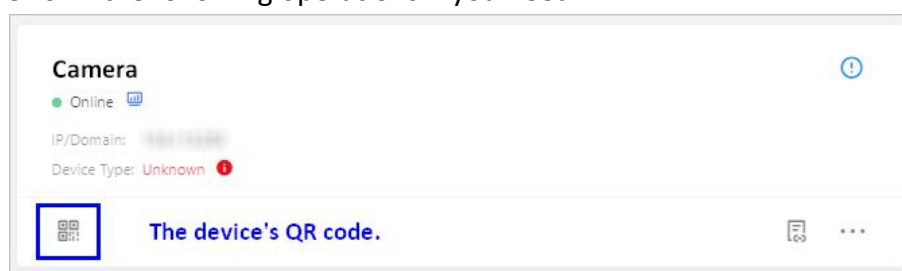 Camera
Online
IP/Domain:
Device Type: Unknown
The device's QR code.